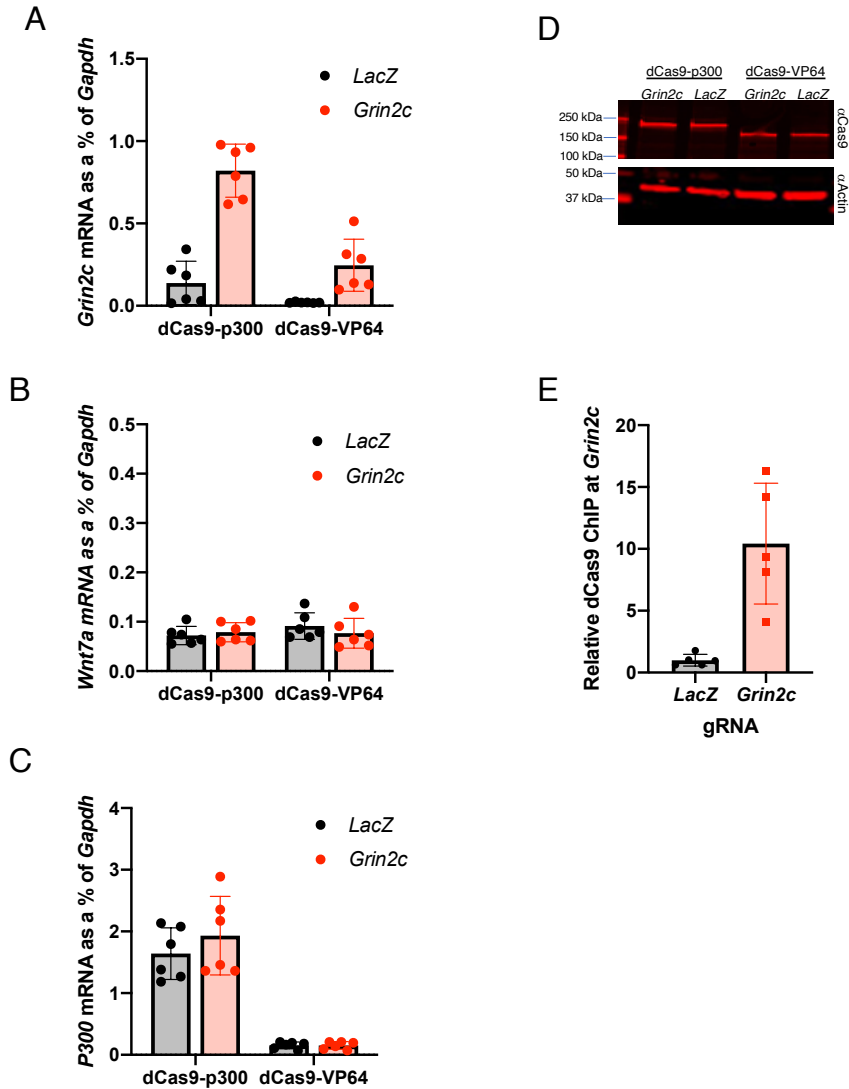 A
Grin2c mRNA as a % of Gapdh
1.5
1.0
0.5
0.0
LacZ
Grin2c
dCas9-p300
dCas9-VP64
B
Wnt7a mRNA as a % of Gapdh
0.5
0.4
0.3
0.2
0.1
0.0
LacZ
Grin2c
dCas9-p300
dCas9-VP64
C
P300 mRNA as a % of Gapdh
4
3
2
1
0
LacZ
Grin2c
dCas9-p300
dCas9-VP64
D
dCas9-p300 dCas9-VP64
Grin2c LacZ Grin2c LacZ
250 kDa
150 kDa
100 kDa
50 kDa
37 kDa
αCas9
αActin
E
Relative dCas9 ChIP at Grin2c
20
15
10
5
0
LacZ Grin2c
gRNA